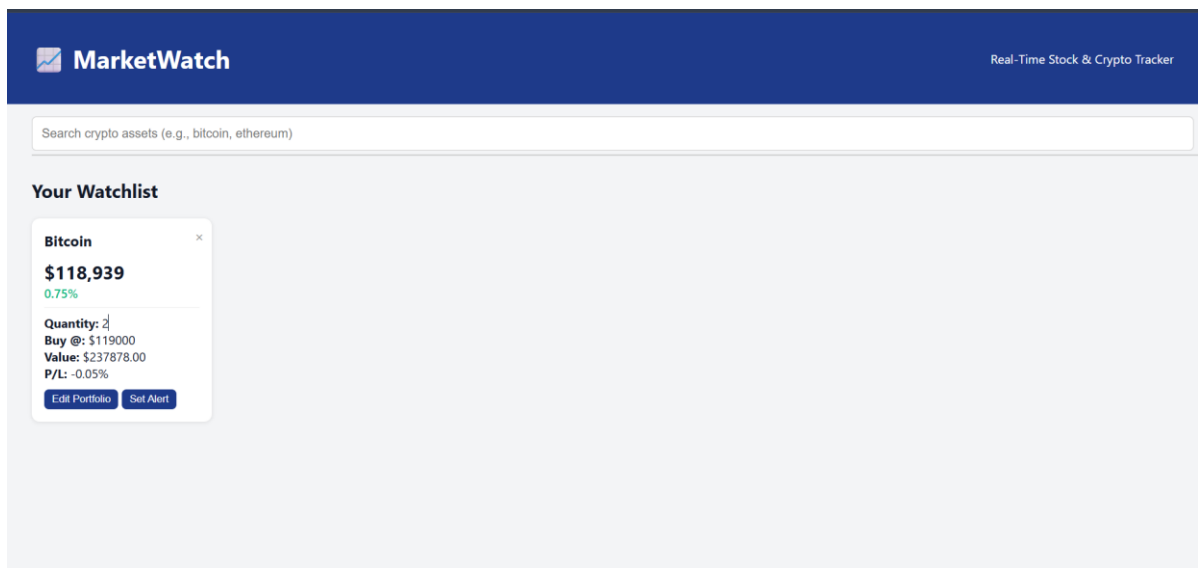 MarketWatch
Real-Time Stock & Crypto Tracker
Search crypto assets (e.g., bitcoin, ethereum)
Your Watchlist
Bitcoin ×
$118,939
0.75%
Quantity: 2
Buy @: $119000
Value: $237878.00
P/L: -0.05%
Edit Portfolio Set Alert